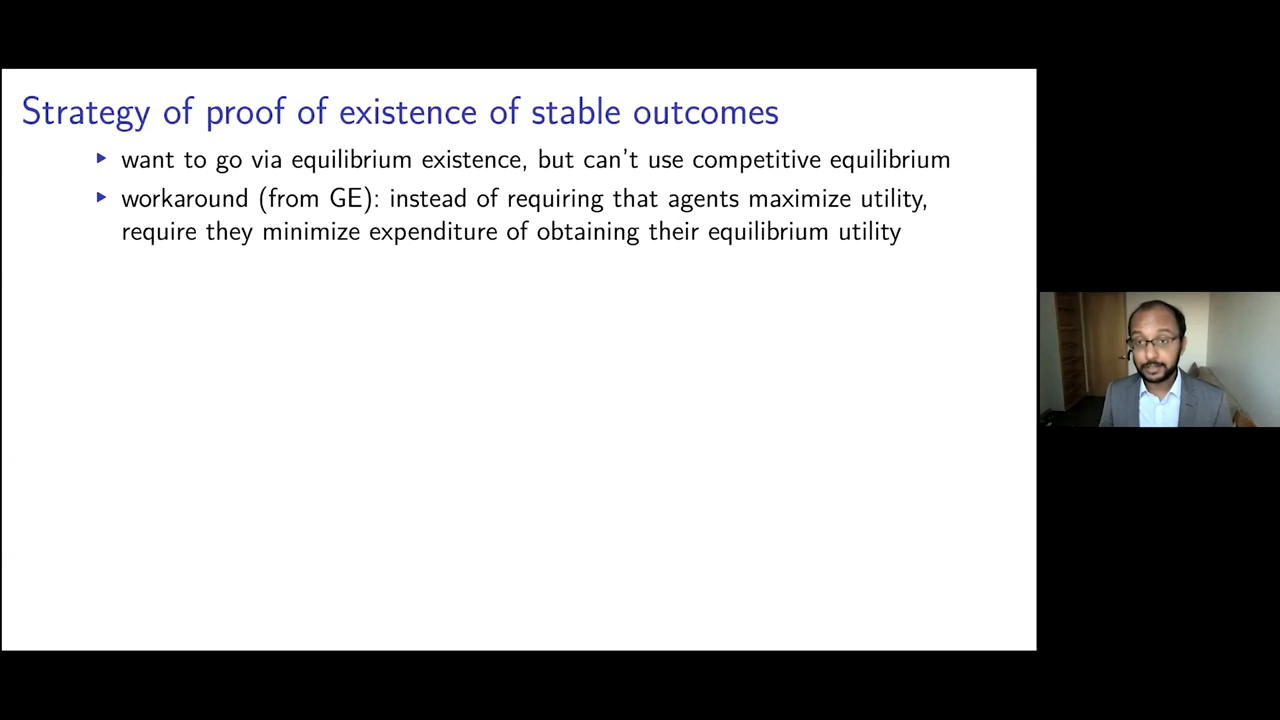 Strategy of proof of existence of stable outcomes
want to go via equilibrium existence, but can't use competitive equilibrium
workaround (from GE): instead of requiring that agents maximize utility,
require they minimize expenditure of obtaining their equilibrium utility